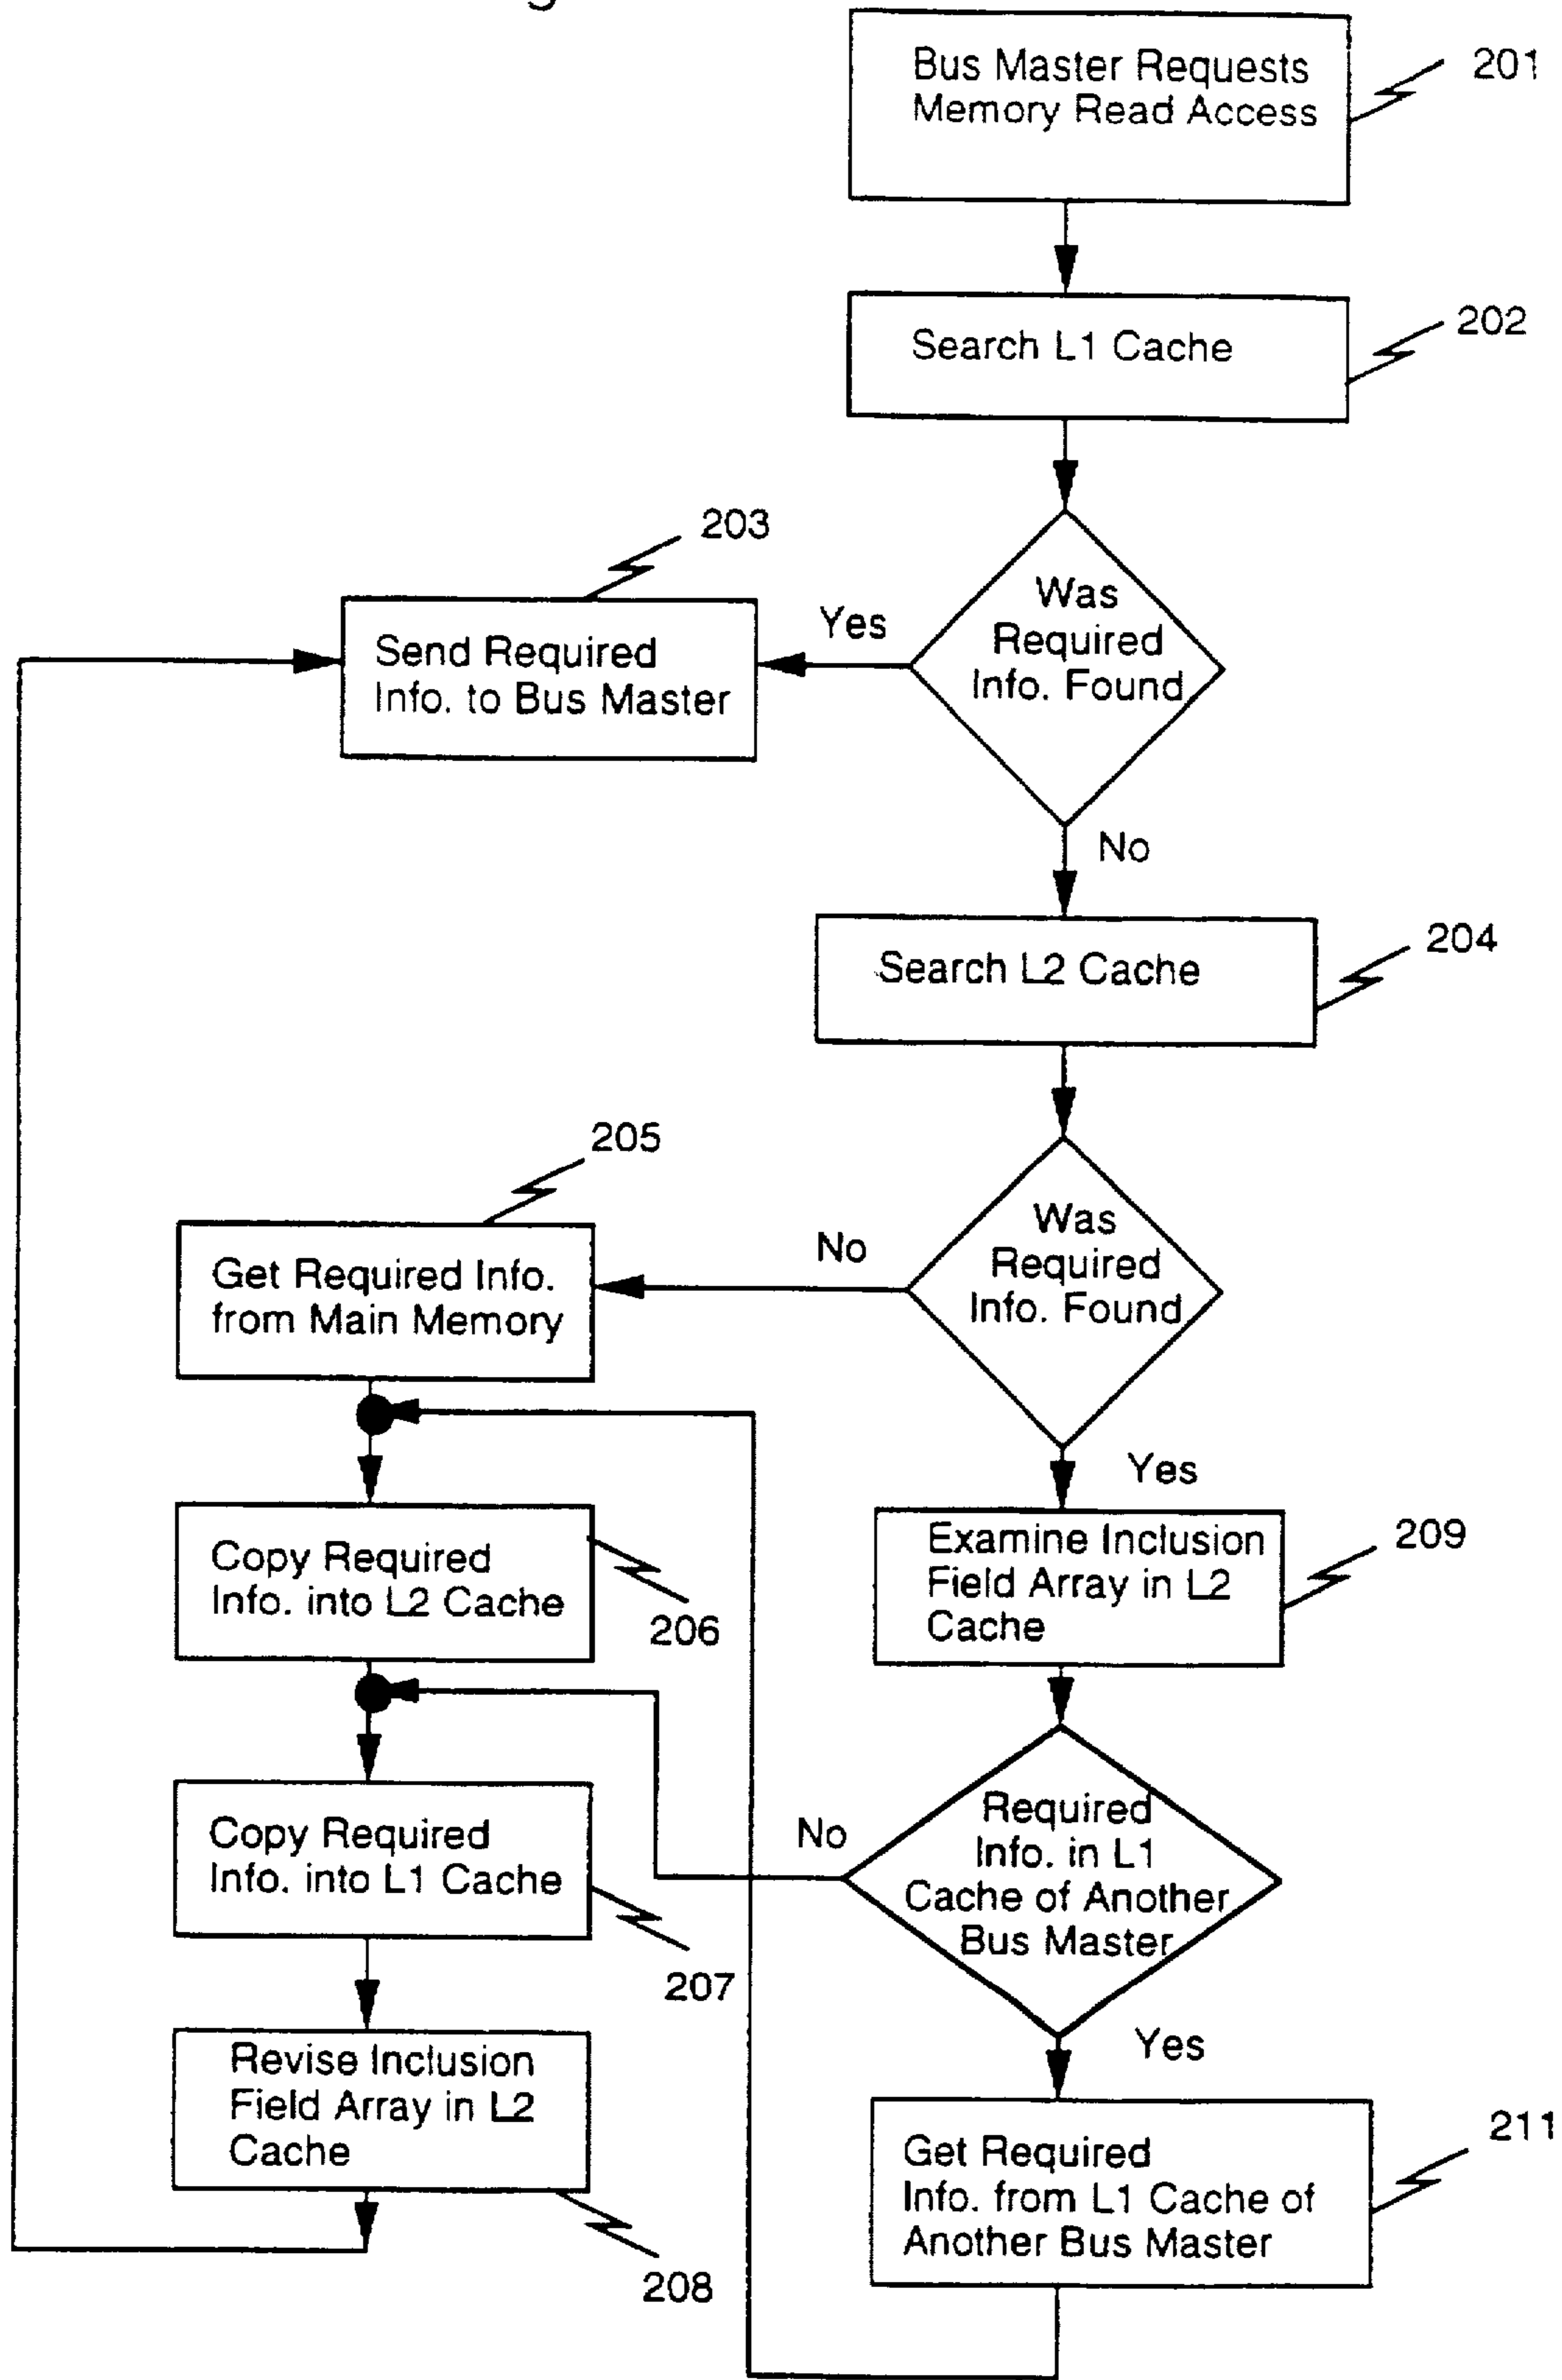 Bus Master Requests
Memory Read Access
201
Search L1 Cache
202
203
Send Required
Info. to Bus Master
Yes
Was
Required
Info. Found
No
Search L2 Cache
204
205
Get Required Info.
from Main Memory
No
Was
Required
Info. Found
Yes
Copy Required
Info. into L2 Cache
206
Examine Inclusion
Field Array in L2
Cache
209
Copy Required
Info. into L1 Cache
207
No
Required
Info. in L1
Cache of Another
Bus Master
Yes
Revise Inclusion
Field Array in L2
Cache
208
Get Required
Info. from L1 Cache of
Another Bus Master
211